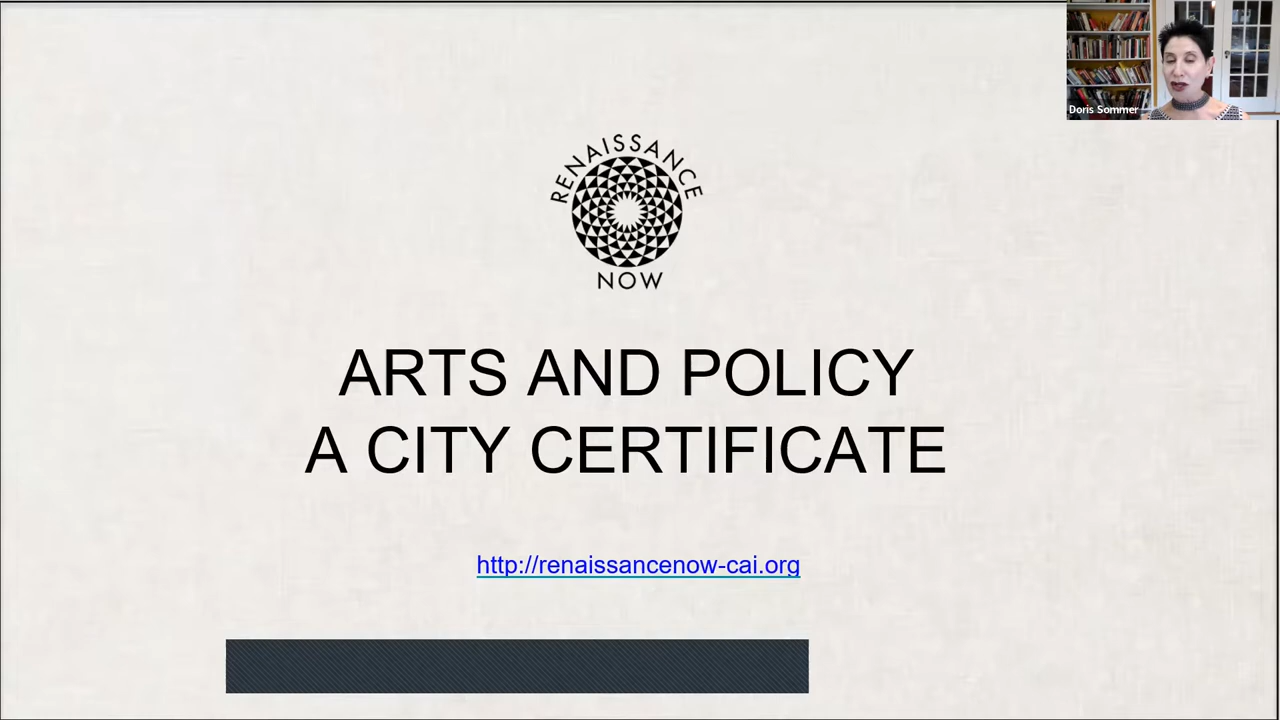 Doris Sommer
RENAISSANCE
NOW
ARTS AND POLICY
A CITY CERTIFICATE
http://renaissancenow-cai.org